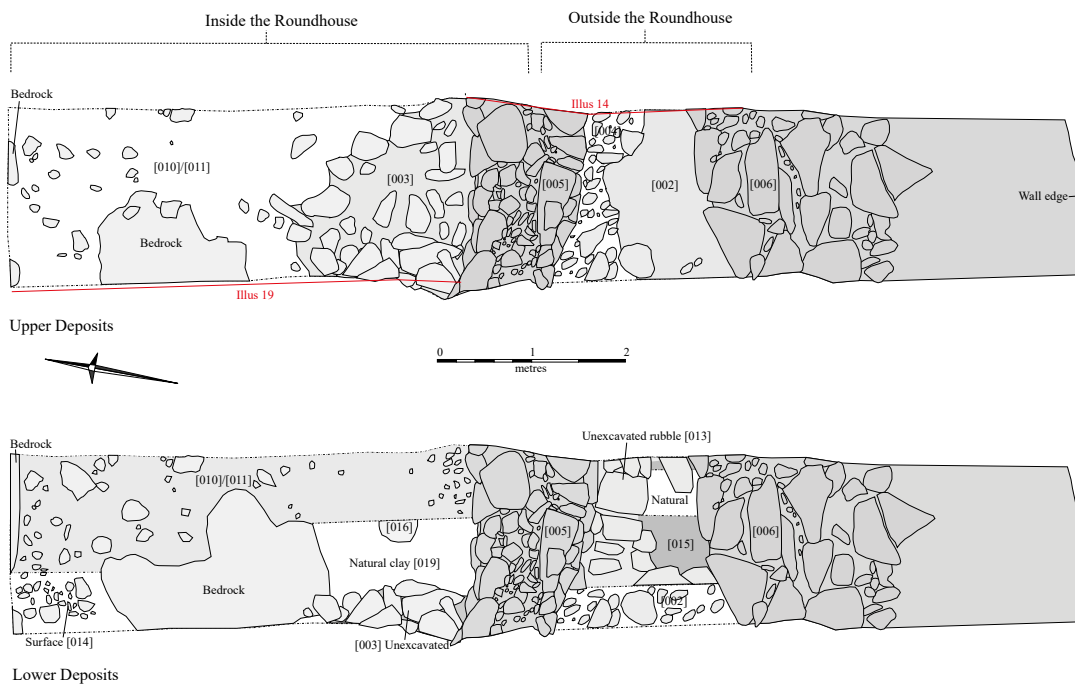 Inside the Roundhouse
Outside the Roundhouse
Bedrock
Illus 14
[004]
[010]/[011]
[003]
[005]
[002]
[006]
Wall edge
Bedrock
Illus 19
Upper Deposits
0 1 2
metres
Unexcavated rubble [013]
Bedrock
[010]/[011]
Natural
[016]
[005]
[006]
[015]
Natural clay [019]
Bedrock
[002]
Surface [014]
[003] Unexcavated
Lower Deposits